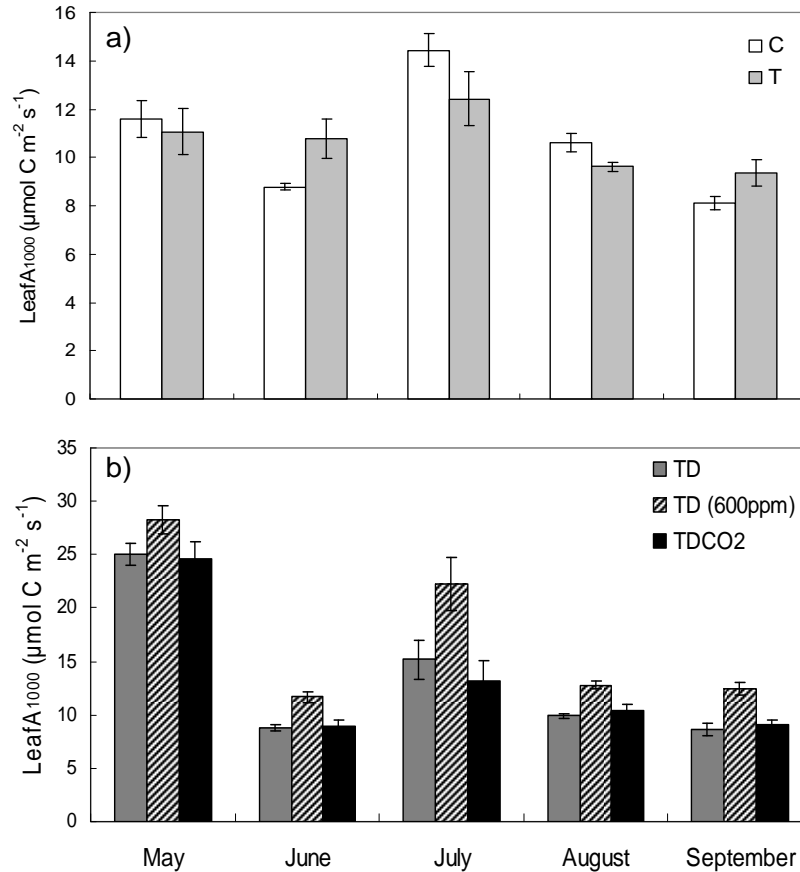 a)
C
T
16
14
12
10
8
6
4
2
0
LeafA1000 (µmol C m-2 s-1)
b)
TD
TD (600ppm)
TDCO2
35
30
25
20
15
10
5
0
LeafA1000 (µmol C m-2 s-1)
May June July August September